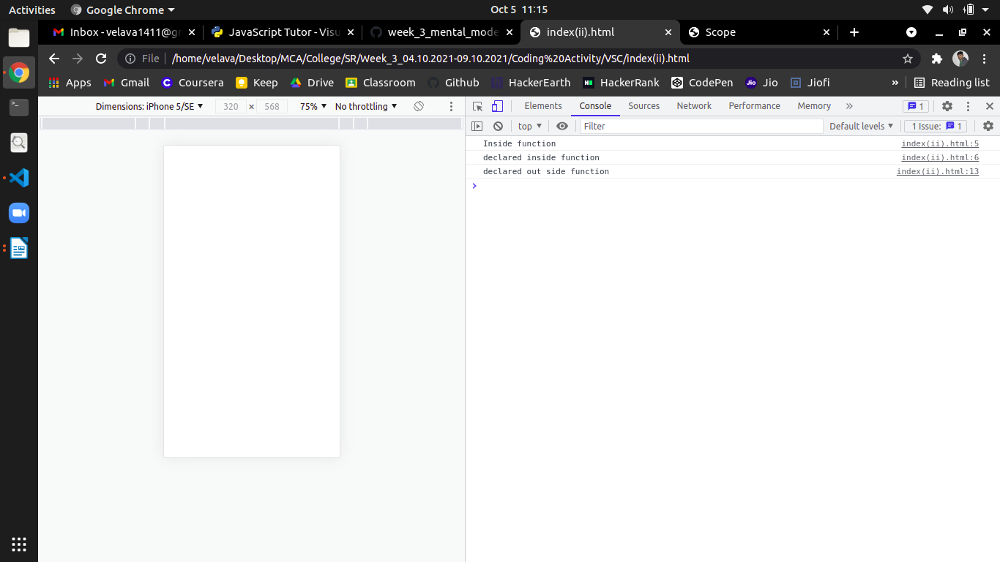 Activities Google Chrome Oct 5 11:15
Inbox - velava1411@gr JavaScript Tutor - Visu week_3_mental_mode index(ii).html Scope
File /home/velava/Desktop/MCA/College/SR/Week_3_04.10.2021-09.10.2021/Coding%20Activity/VSC/index(ii).html
Apps Gmail Coursera Keep Drive Classroom Github HackerEarth HackerRank CodePen Jio Jiofi » Reading list
Dimensions: iPhone 5/SE 320 × 568 75% No throttling
Elements Console Sources Network Performance Memory » 1
top Filter Default levels 1 Issue: 1
Inside function index(ii).html:5
declared inside function index(ii).html:6
declared out side function index(ii).html:13